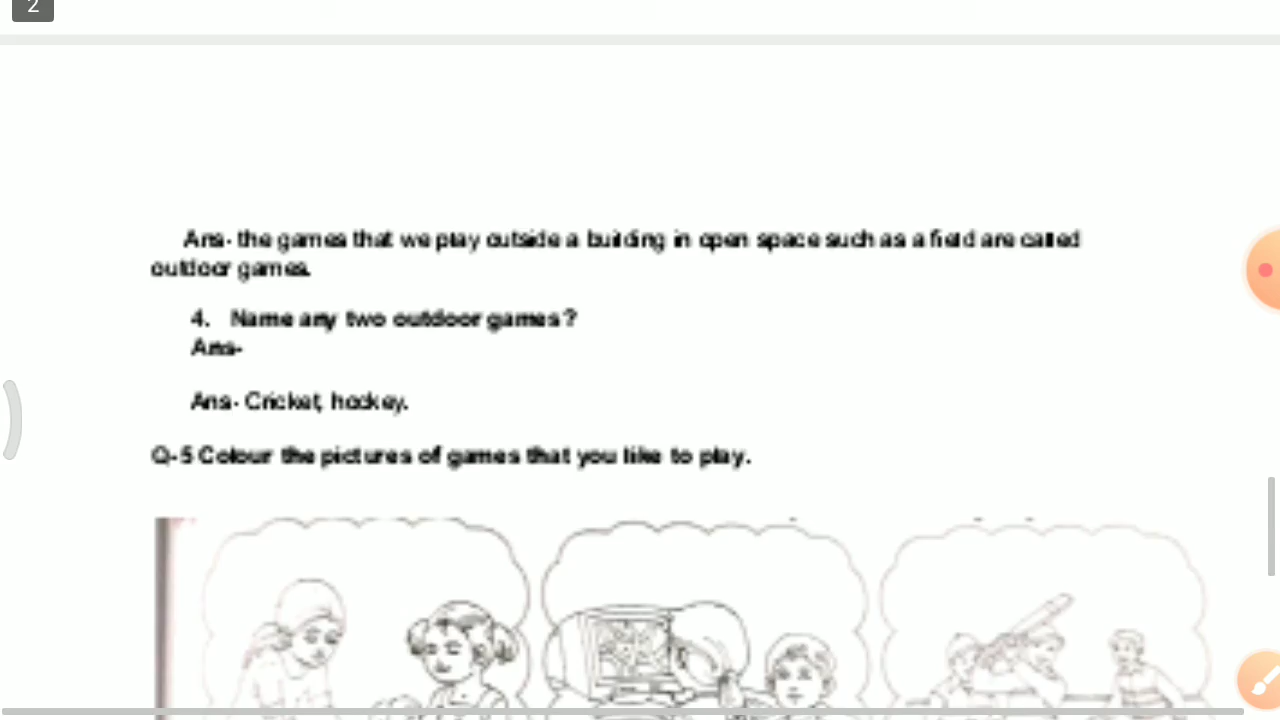 2
Ans- the games that we play outside a building in open space such as a field are called
outdoor games.
4. Name any two outdoor games?
Ans-
Ans- Cricket, hockey.
Q-5 Colour the pictures of games that you like to play.